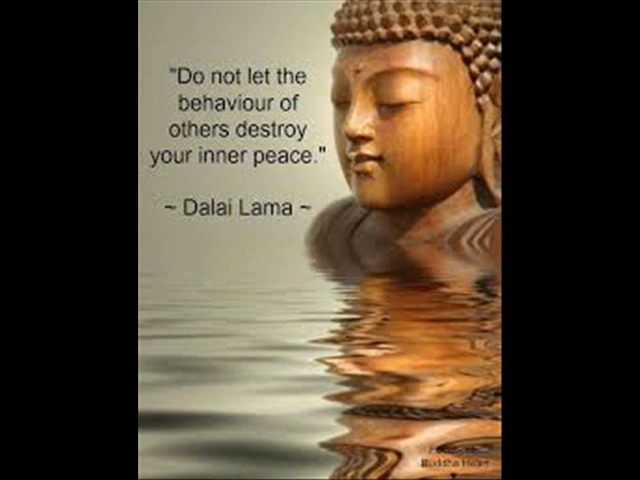 "Do not let the
behaviour of
others destroy
your inner peace."
~ Dalai Lama ~
Buddha Heart